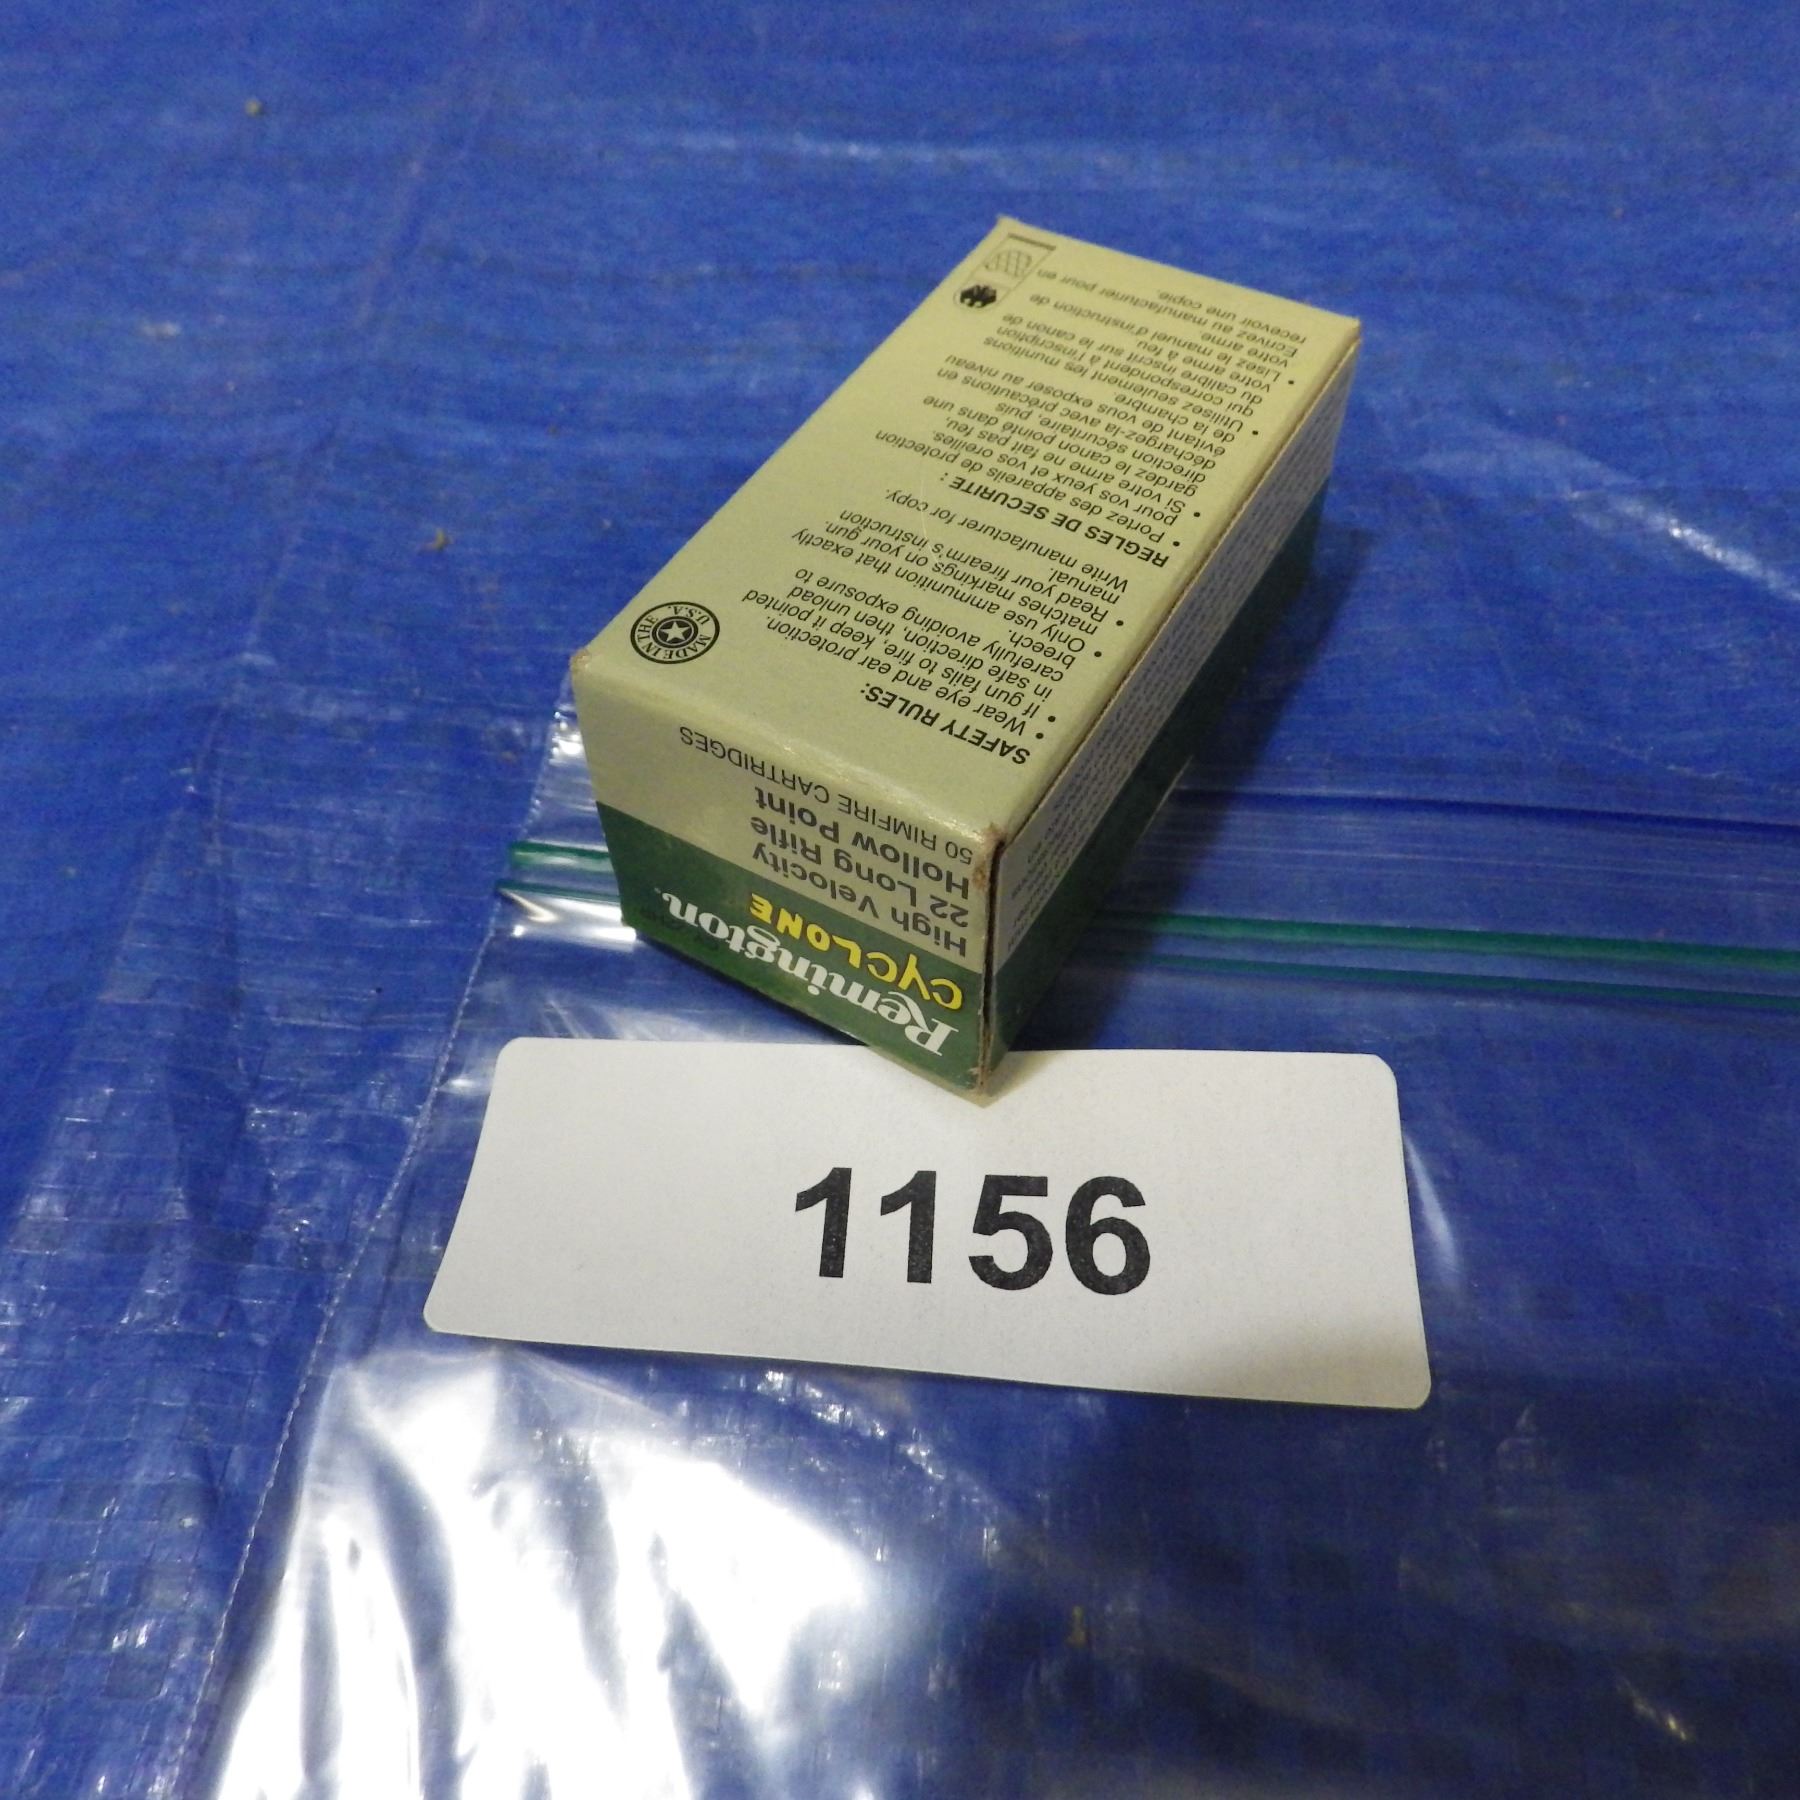 Remington.
CYCLONE
High Velocity
22 Long Rifle
Hollow Point
50 RIMFIRE CARTRIDGES
SAFETY RULES:
• Wear eye and ear protection.
• If gun fails to fire, keep it pointed
in safe direction, then unload
carefully avoiding exposure to
breech.
• Only use ammunition that exactly
matches markings on your gun.
• Read your firearm's instruction
manual.
Write manufacturer for copy.
REGLES DE SECURITE :
• Portez des appareils de protection
pour vos yeux et vos oreilles.
• Si votre arme ne fait pas feu,
gardez le canon pointé dans une
direction sécuritaire, puis
déchargez-la avec précautions en
évitant de vous exposer au niveau
de la chambre.
• Utilisez seulement les munitions
qui correspondent à l'inscription
du calibre inscrit sur le canon de
votre arme à feu.
• Lisez le manuel d'instruction de
votre arme.
Ecrivez au manufacturier pour en
recevoir une copie.
MADE IN THE
U.S.A.
1156